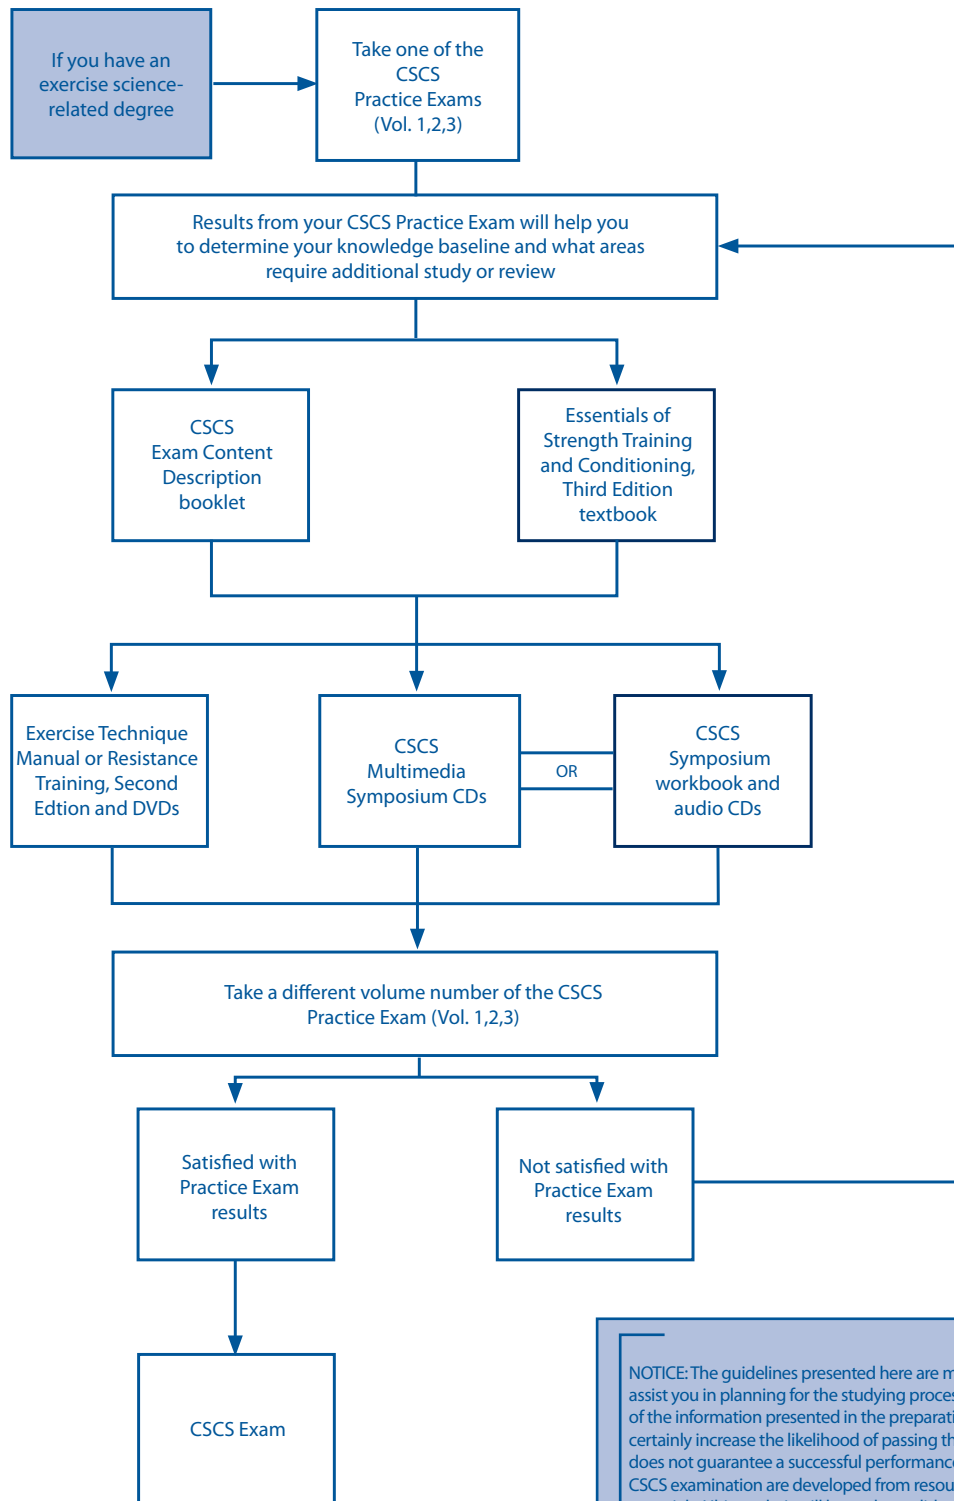 If you have an
exercise science-
related degree
Take one of the
CSCS
Practice Exams
(Vol. 1,2,3)
Results from your CSCS Practice Exam will help you
to determine your knowledge baseline and what areas
require additional study or review
CSCS
Exam Content
Description
booklet
Essentials of
Strength Training
and Conditioning,
Third Edition
textbook
Exercise Technique
Manual or Resistance
Training, Second
Edtion and DVDs
CSCS
Multimedia
Symposium CDs
OR
CSCS
Symposium
workbook and
audio CDs
Take a different volume number of the CSCS
Practice Exam (Vol. 1,2,3)
Satisfied with
Practice Exam
results
Not satisfied with
Practice Exam
results
CSCS Exam
NOTICE: The guidelines presented here are
assist you in planning for the studying
of the information presented in the
certainly increase the likelihood of passing
does not guarantee a successful
CSCS examination are developed from